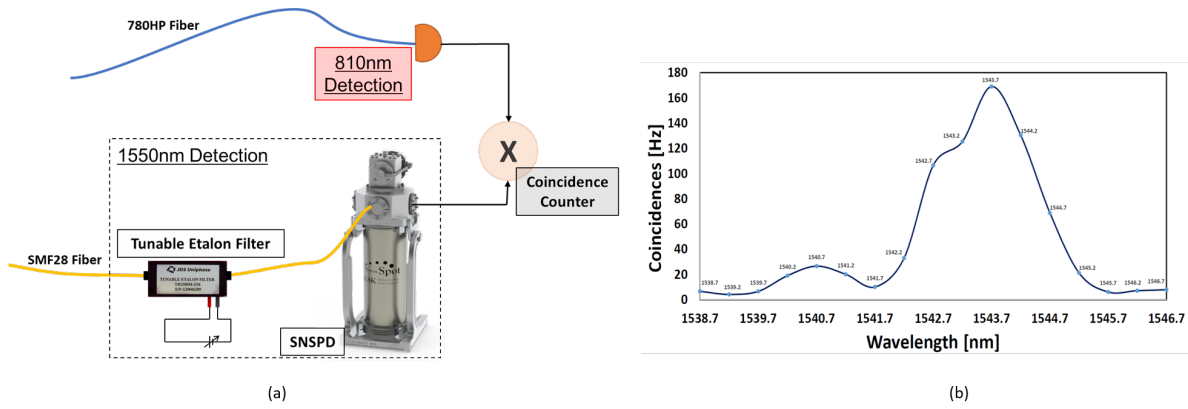 780HP Fiber
810nm
Detection
1550nm Detection
X
Coincidence
Counter
Tunable Etalon Filter
SMF28 Fiber
JDS Uniphase
TUNABLE ETALON FILTER
Spot
SNSPD
(a)
Coincidences [Hz]
180
160
140
120
100
80
60
40
20
0
1538.7
1539.2
1539.7
1540.2
1540.7
1541.2
1541.7
1542.2
1542.7
1543.2
1543.7
1544.2
1544.7
1545.2
1545.7
1546.2
1546.7
1538.7
1539.7
1540.7
1541.7
1542.7
1543.7
1544.7
1545.7
1546.7
Wavelength [nm]
(b)